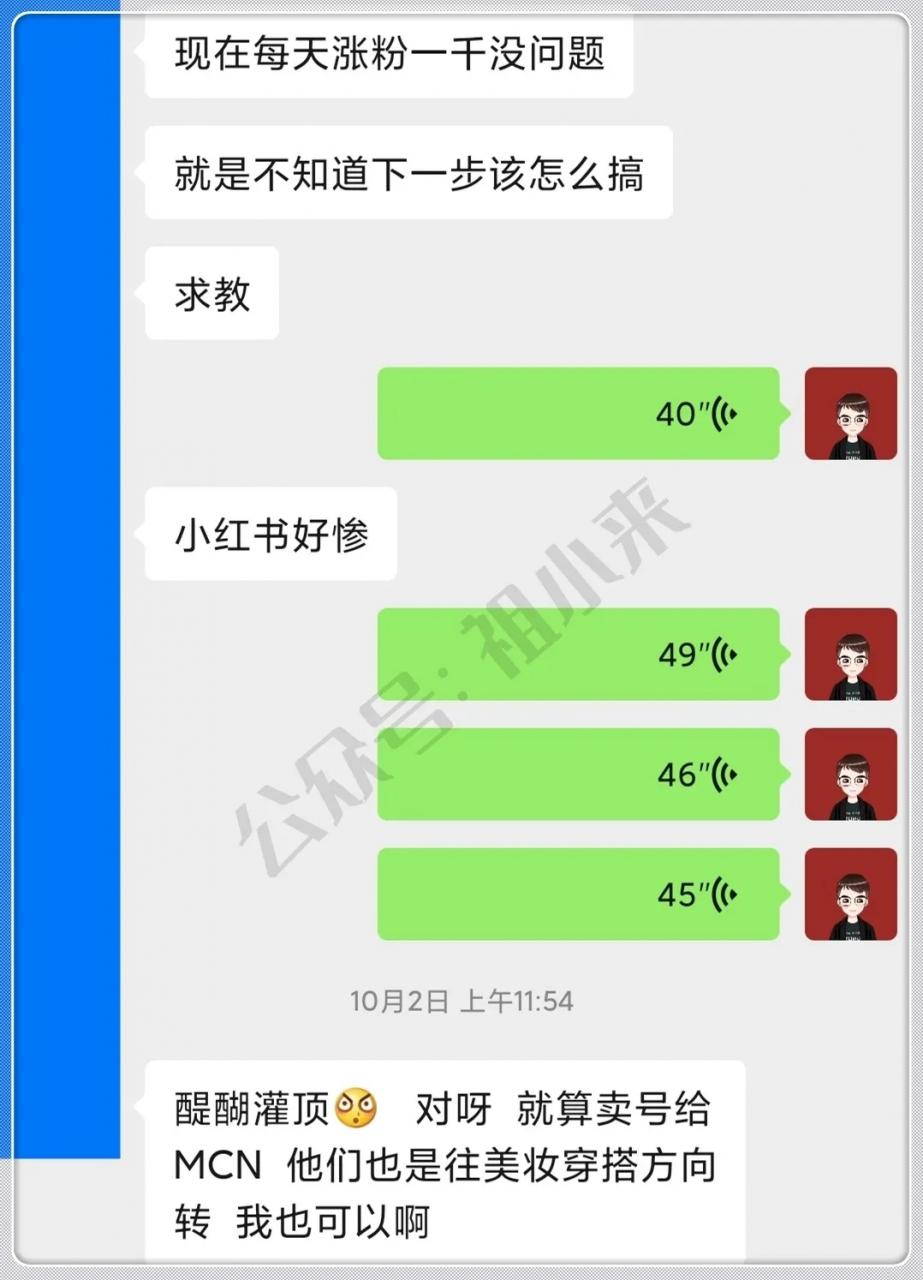 现在每天涨粉一千没问题
就是不知道下一步该怎么搞
求教
40"
小红书好惨
49"
46"
45"
公众号:祖小来
10月2日 上午11:54
醍醐灌顶 对呀 就算卖号给
MCN 他们也是往美妆穿搭方向
转 我也可以啊